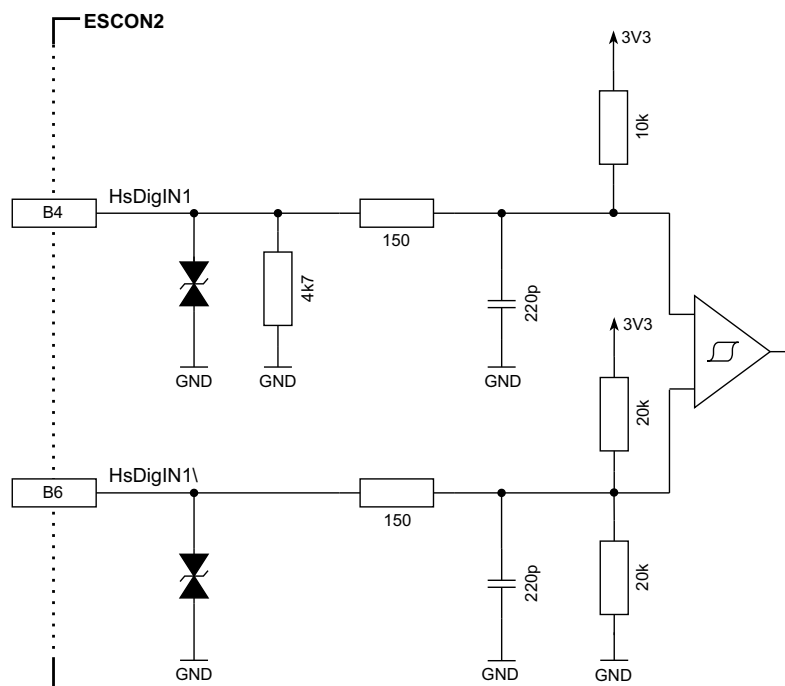 ESCON2
3V3
10k
HsDigIN1
B4
150
4k7
220p
GND
GND
GND
3V3
20k
HsDigIN1\
B6
150
220p
20k
GND
GND
GND